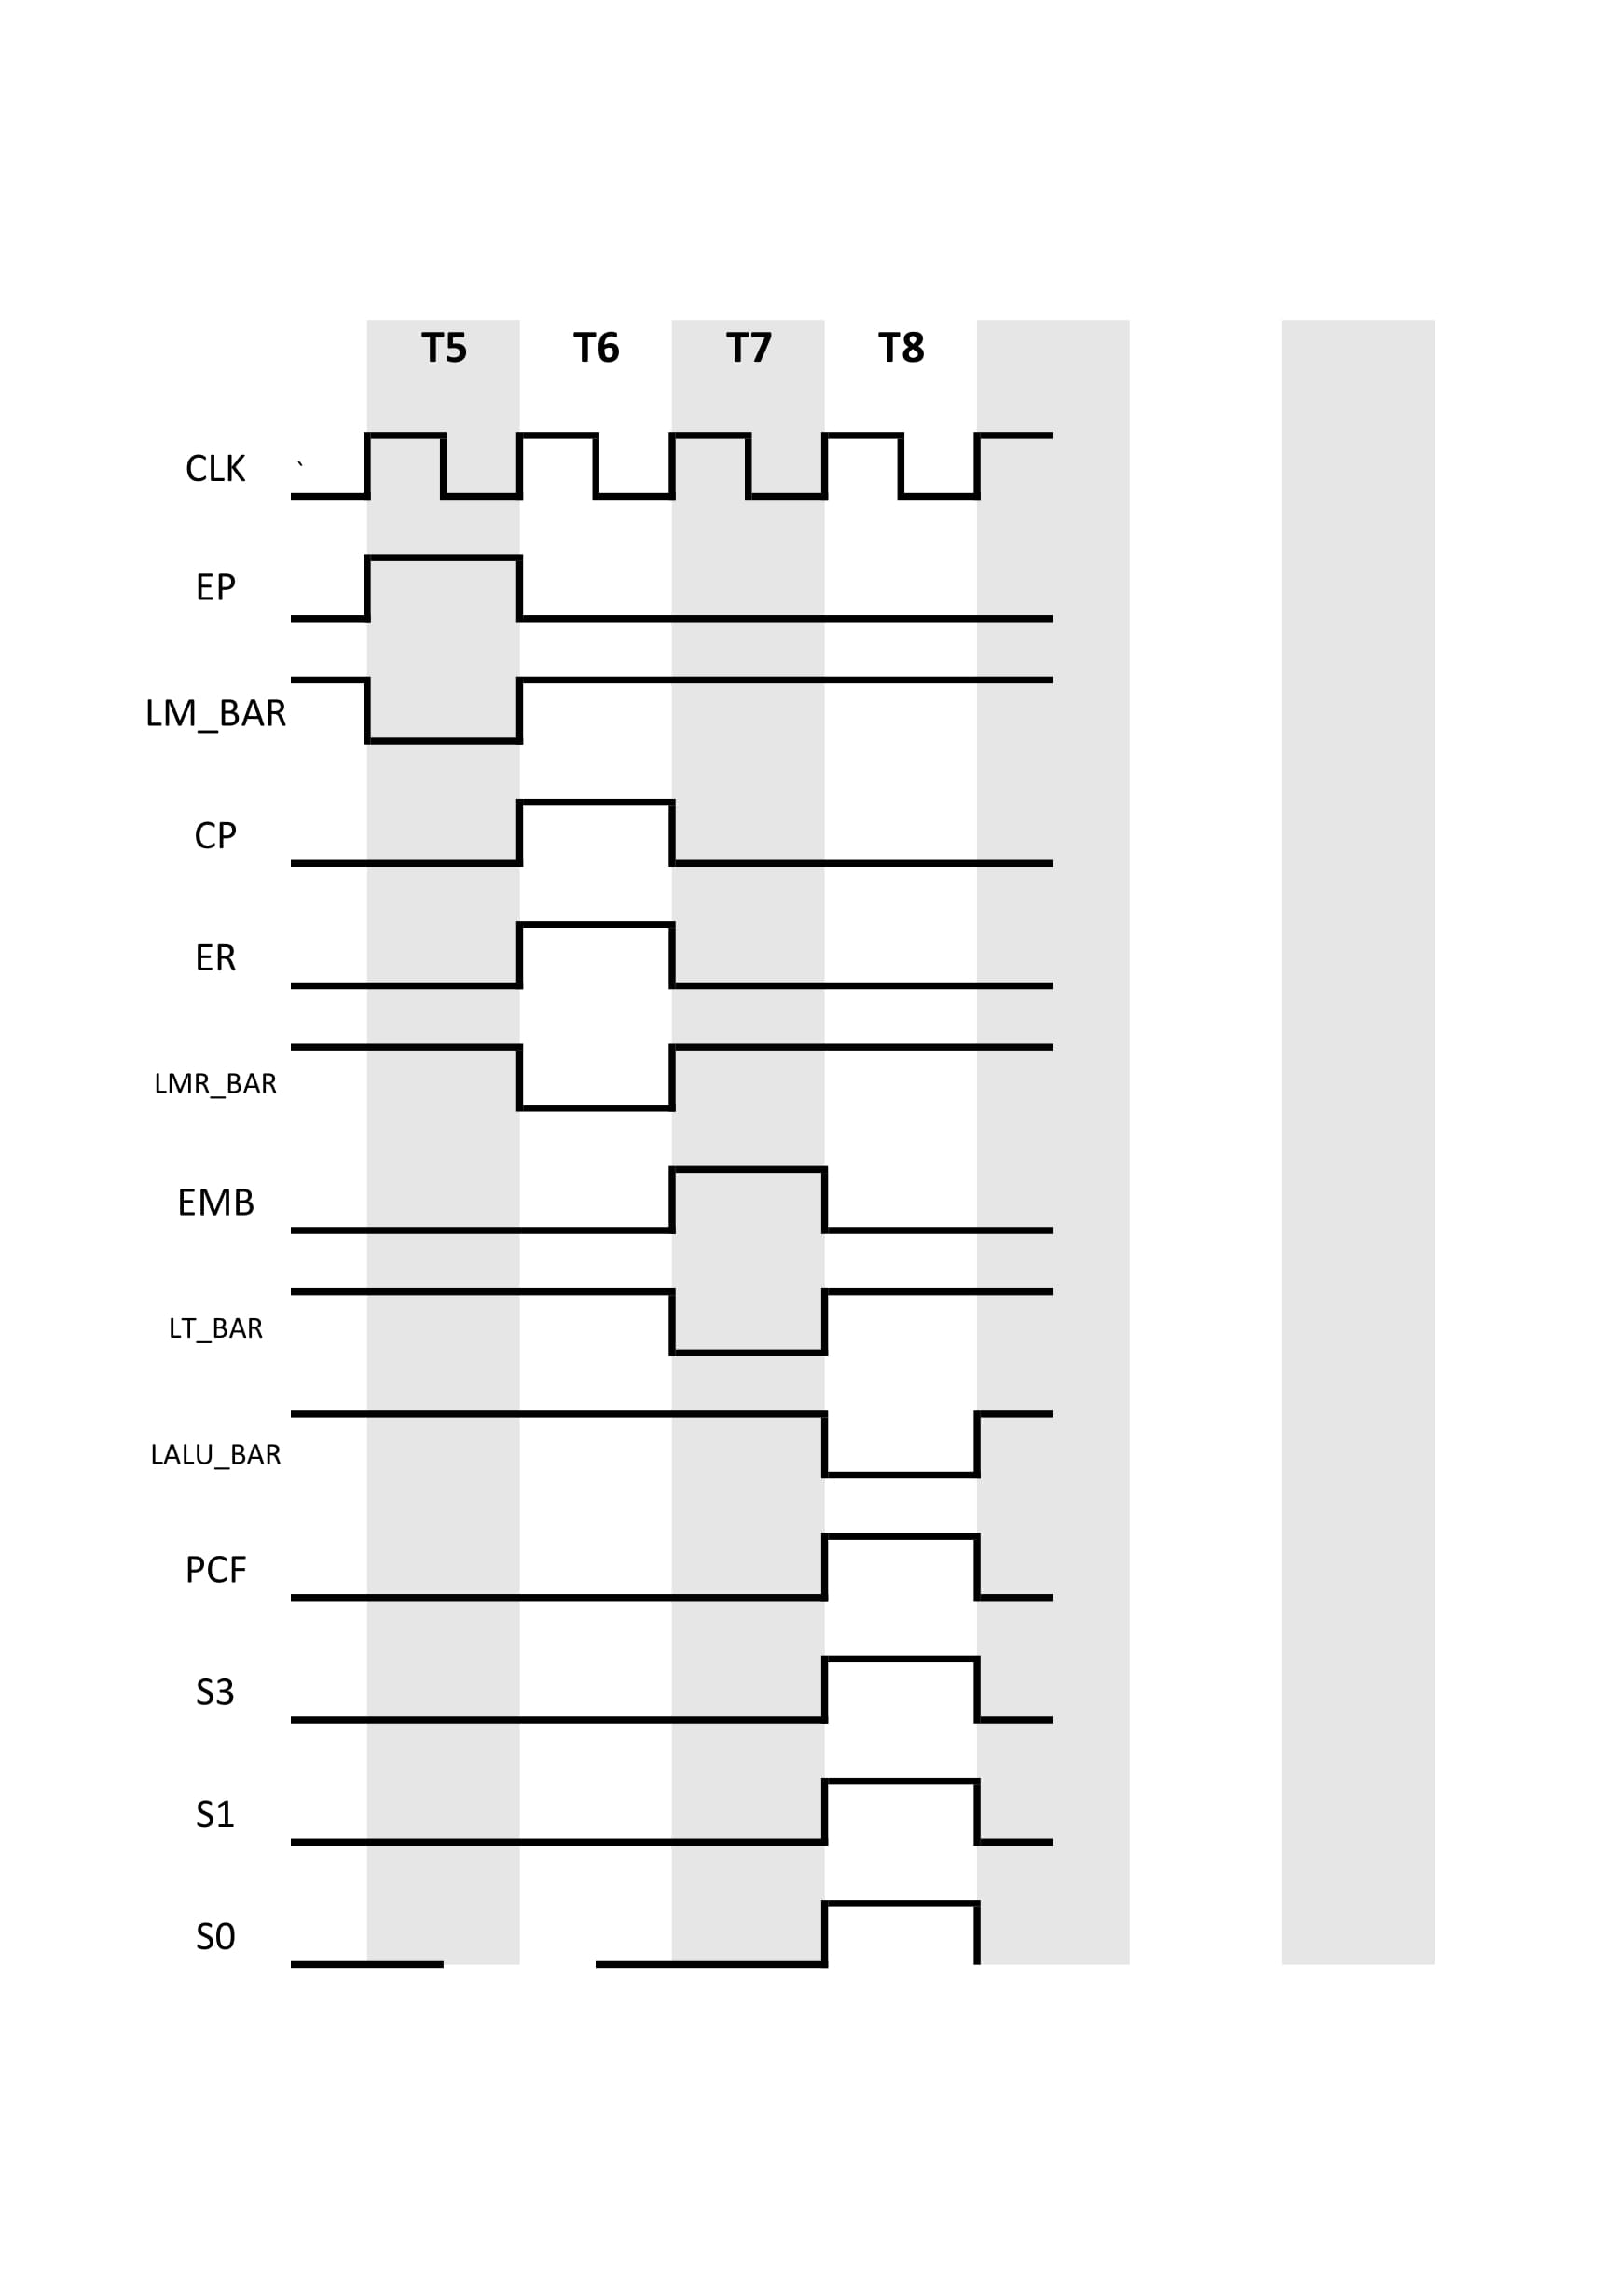 T5 T6 T7 T8
CLK `
EP
LM_BAR
CP
ER
LMR_BAR
EMB
LT_BAR
LALU_BAR
PCF
S3
S1
S0